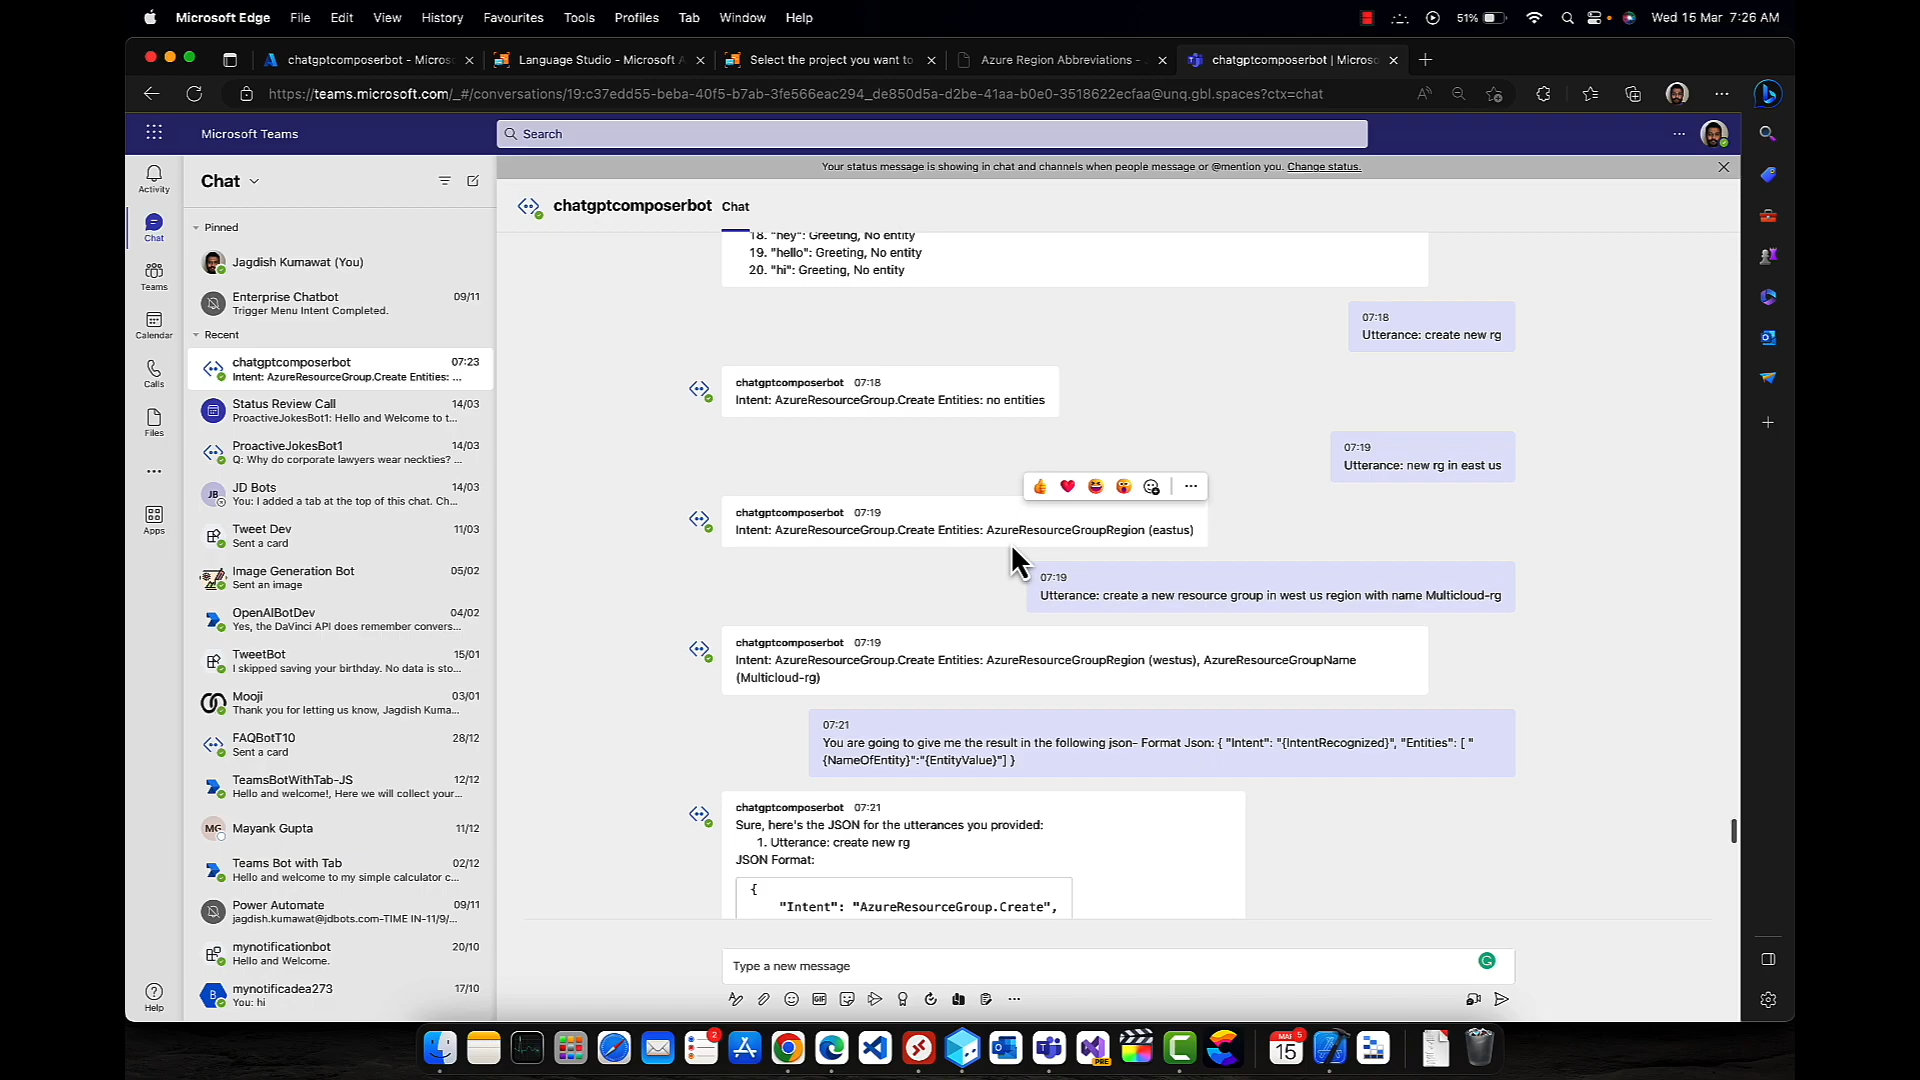 Microsoft Edge File Edit View History Favourites Tools Profiles Tab Window Help
51% Wed 15 Mar 7:26 AM
chatgptcomposerbot - Micros
Language Studio - Microsoft A
Select the project you want to
Azure Region Abbreviations -
chatgptcomposerbot | Microso
https://teams.microsoft.com/_#/conversations/19:c37edd55-beba-40f5-b7ab-3fe566eac294_de850d5a-d2be-41aa-b0e0-3518622ecfaa@unq.gbl.spaces?ctx=chat
Microsoft Teams
Search
Your status message is showing in chat and channels when people message or @mention you. Change status.
Activity
Chat
Teams
Calendar
Calls
Files
Apps
Help
Chat
Pinned
Jagdish Kumawat (You)
Enterprise Chatbot 09/11
Trigger Menu Intent Completed.
Recent
chatgptcomposerbot 07:23
Intent: AzureResourceGroup.Create Entities: ...
Status Review Call 14/03
ProactiveJokesBot1: Hello and Welcome to t...
ProactiveJokesBot1 14/03
Q: Why do corporate lawyers wear neckties? ...
JB
JD Bots 14/03
You: I added a tab at the top of this chat. Ch...
Tweet Dev 11/03
Sent a card
Image Generation Bot 05/02
Sent an image
OpenAIBotDev 04/02
Yes, the DaVinci API does remember convers...
TweetBot 15/01
I skipped saving your birthday. No data is sto...
Mooji 03/01
Thank you for letting us know, Jagdish Kuma...
FAQBotT10 28/12
Sent a card
TeamsBotWithTab-JS 12/12
Hello and welcome!, Here we will collect your...
MG
Mayank Gupta 11/12
Teams Bot with Tab 02/12
Hello and welcome to my simple calculator c...
Power Automate 09/11
jagdish.kumawat@jdbots.com-TIME IN-11/9/...
mynotificationbot 20/10
Hello and Welcome.
B
mynotificadea273 17/10
You: hi
chatgptcomposerbot Chat
18. "hey": Greeting, No entity
19. "hello": Greeting, No entity
20. "hi": Greeting, No entity
07:18
Utterance: create new rg
chatgptcomposerbot 07:18
Intent: AzureResourceGroup.Create Entities: no entities
07:19
Utterance: new rg in east us
chatgptcomposerbot 07:19
Intent: AzureResourceGroup.Create Entities: AzureResourceGroupRegion (eastus)
07:19
Utterance: create a new resource group in west us region with name Multicloud-rg
chatgptcomposerbot 07:19
Intent: AzureResourceGroup.Create Entities: AzureResourceGroupRegion (westus), AzureResourceGroupName
(Multicloud-rg)
07:21
You are going to give me the result in the following json- Format Json: { "Intent": "{IntentRecognized}", "Entities": [ "
{NameOfEntity}":"{EntityValue}"] }
chatgptcomposerbot 07:21
Sure, here's the JSON for the utterances you provided:
1. Utterance: create new rg
JSON Format:
{
"Intent": "AzureResourceGroup.Create",
Type a new message
GIF
2
PRE
MAR
15
5